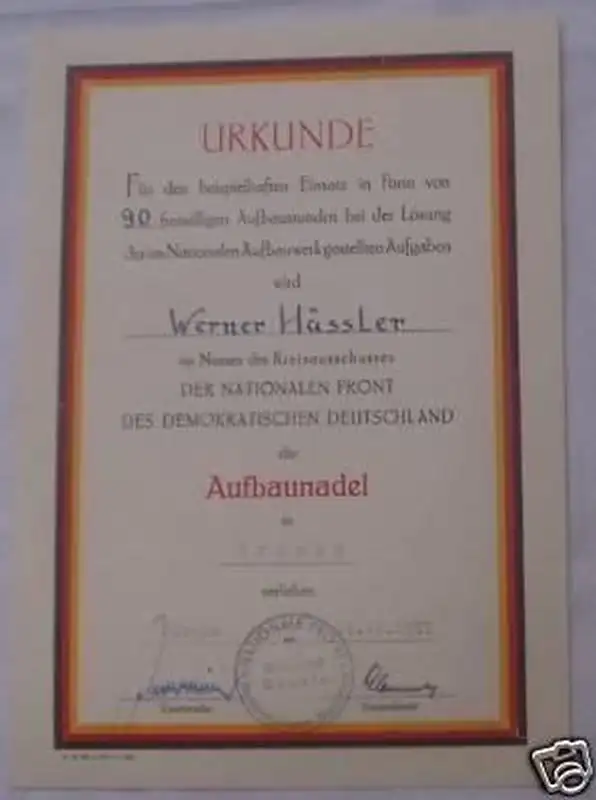 URKUNDE
Für den beispielhaften Einsatz in Form von
90 freiwilligen Aufbaustunden bei der Lösung
der im Nationalen Aufbauwerk gestellten Aufgaben
wird
Werner Hässler
im Namen des Kreisausschusses
DER NATIONALEN FRONT
DES DEMOKRATISCHEN DEUTSCHLAND
die
Aufbaunadel
in
verliehen